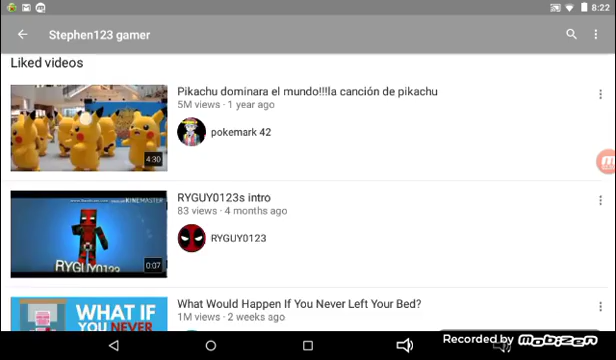 8:22
Stephen123 gamer
Liked videos
Pikachu dominara el mundo!!!la canción de pikachu
5M views · 1 year ago
pokemark 42
4:30
RYGUY0123s intro
83 views · 4 months ago
RYGUY0123
KINEMASTER
RYGUY0123
0:07
What Would Happen If You Never Left Your Bed?
1M views · 2 weeks ago
WHAT IF
YOU NEVER
Recorded by mobizen